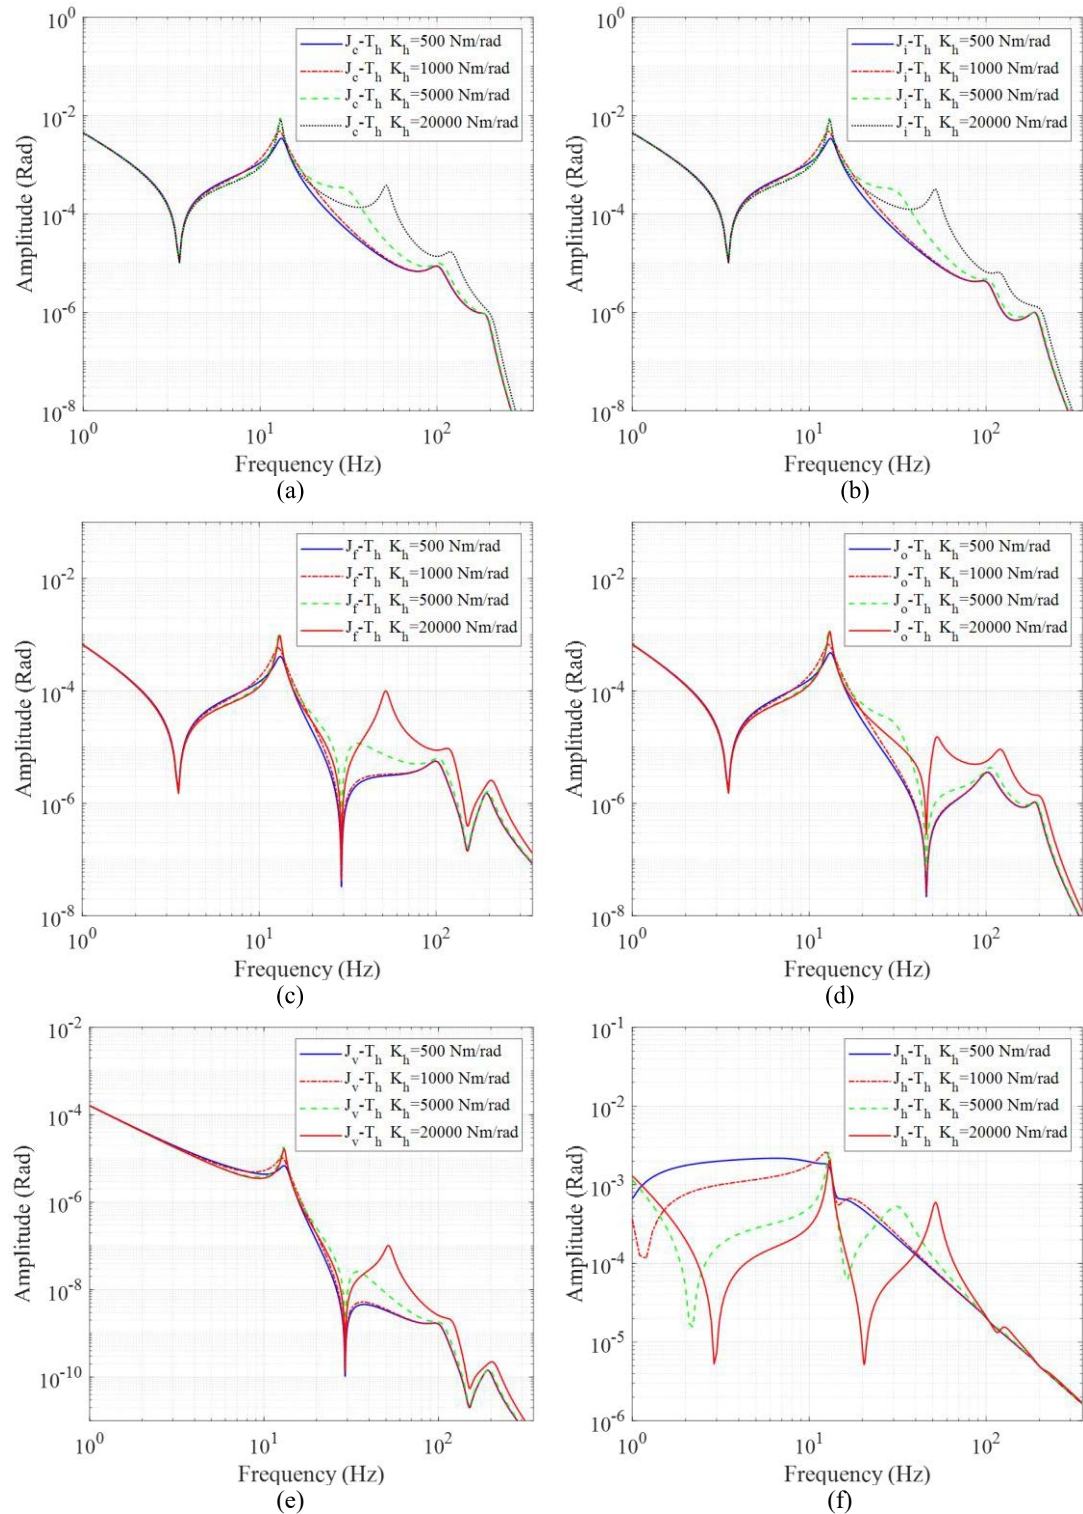 10^0
10^-2
10^-4
10^-6
10^-8
Amplitude (Rad)
J_c-T_h K_h=500 Nm/rad
J_c-T_h K_h=1000 Nm/rad
J_c-T_h K_h=5000 Nm/rad
J_c-T_h K_h=20000 Nm/rad
10^0 10^1 10^2
Frequency (Hz)
(a)
10^0
10^-2
10^-4
10^-6
10^-8
Amplitude (Rad)
J_i-T_h K_h=500 Nm/rad
J_i-T_h K_h=1000 Nm/rad
J_i-T_h K_h=5000 Nm/rad
J_i-T_h K_h=20000 Nm/rad
10^0 10^1 10^2
Frequency (Hz)
(b)
10^-2
10^-4
10^-6
10^-8
Amplitude (Rad)
J_f-T_h K_h=500 Nm/rad
J_f-T_h K_h=1000 Nm/rad
J_f-T_h K_h=5000 Nm/rad
J_f-T_h K_h=20000 Nm/rad
10^0 10^1 10^2
Frequency (Hz)
(c)
10^-2
10^-4
10^-6
10^-8
Amplitude (Rad)
J_o-T_h K_h=500 Nm/rad
J_o-T_h K_h=1000 Nm/rad
J_o-T_h K_h=5000 Nm/rad
J_o-T_h K_h=20000 Nm/rad
10^0 10^1 10^2
Frequency (Hz)
(d)
10^-2
10^-4
10^-6
10^-8
10^-10
Amplitude (Rad)
J_v-T_h K_h=500 Nm/rad
J_v-T_h K_h=1000 Nm/rad
J_v-T_h K_h=5000 Nm/rad
J_v-T_h K_h=20000 Nm/rad
10^0 10^1 10^2
Frequency (Hz)
(e)
10^-1
10^-2
10^-3
10^-4
10^-5
10^-6
Amplitude (Rad)
J_h-T_h K_h=500 Nm/rad
J_h-T_h K_h=1000 Nm/rad
J_h-T_h K_h=5000 Nm/rad
J_h-T_h K_h=20000 Nm/rad
10^0 10^1 10^2
Frequency (Hz)
(f)